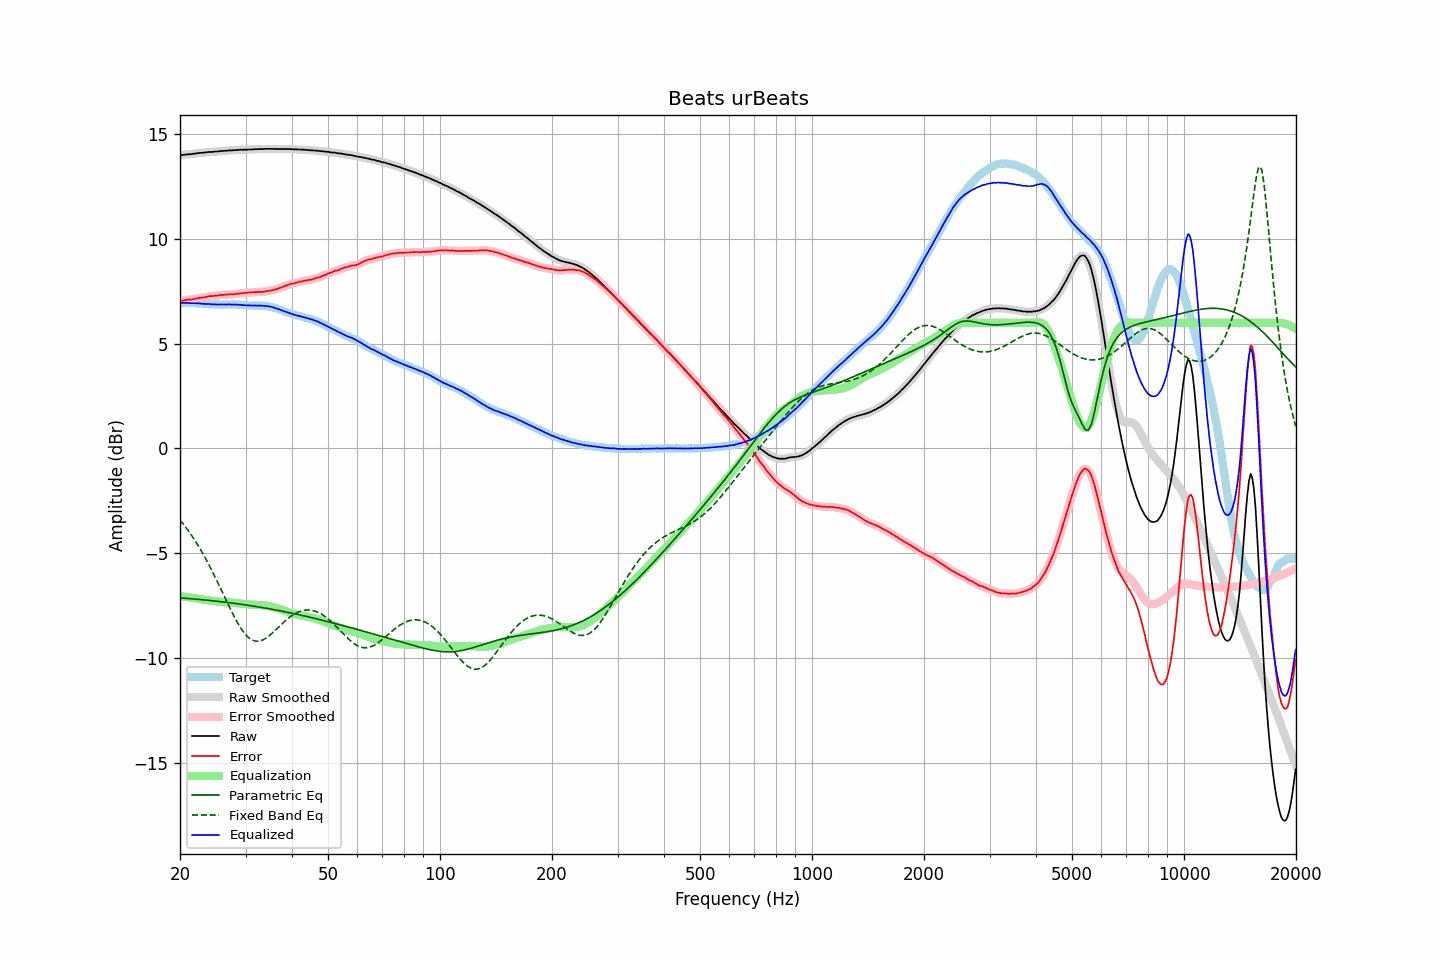 Beats urBeats
Amplitude (dBr)
15
10
5
0
−5
−10
−15
Target
Raw Smoothed
Error Smoothed
Raw
Error
Equalization
Parametric Eq
Fixed Band Eq
Equalized
20 50 100 200 500 1000 2000 5000 10000 20000
Frequency (Hz)